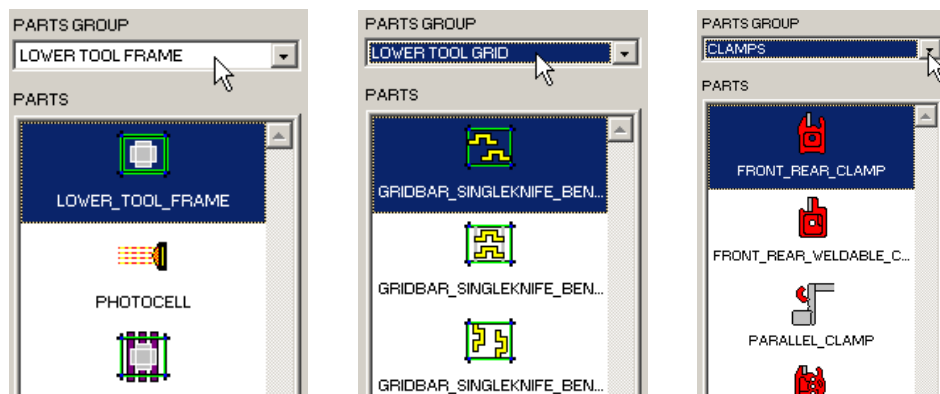 PARTS GROUP
LOWER TOOL FRAME
PARTS
LOWER_TOOL_FRAME
PHOTOCELL
PARTS GROUP
LOWER TOOL GRID
PARTS
GRIDBAR_SINGLEKNIFE_BEN...
GRIDBAR_SINGLEKNIFE_BEN...
GRIDBAR_SINGLEKNIFE_BEN...
PARTS GROUP
CLAMPS
PARTS
FRONT_REAR_CLAMP
FRONT_REAR_WELDABLE_C...
PARALLEL_CLAMP